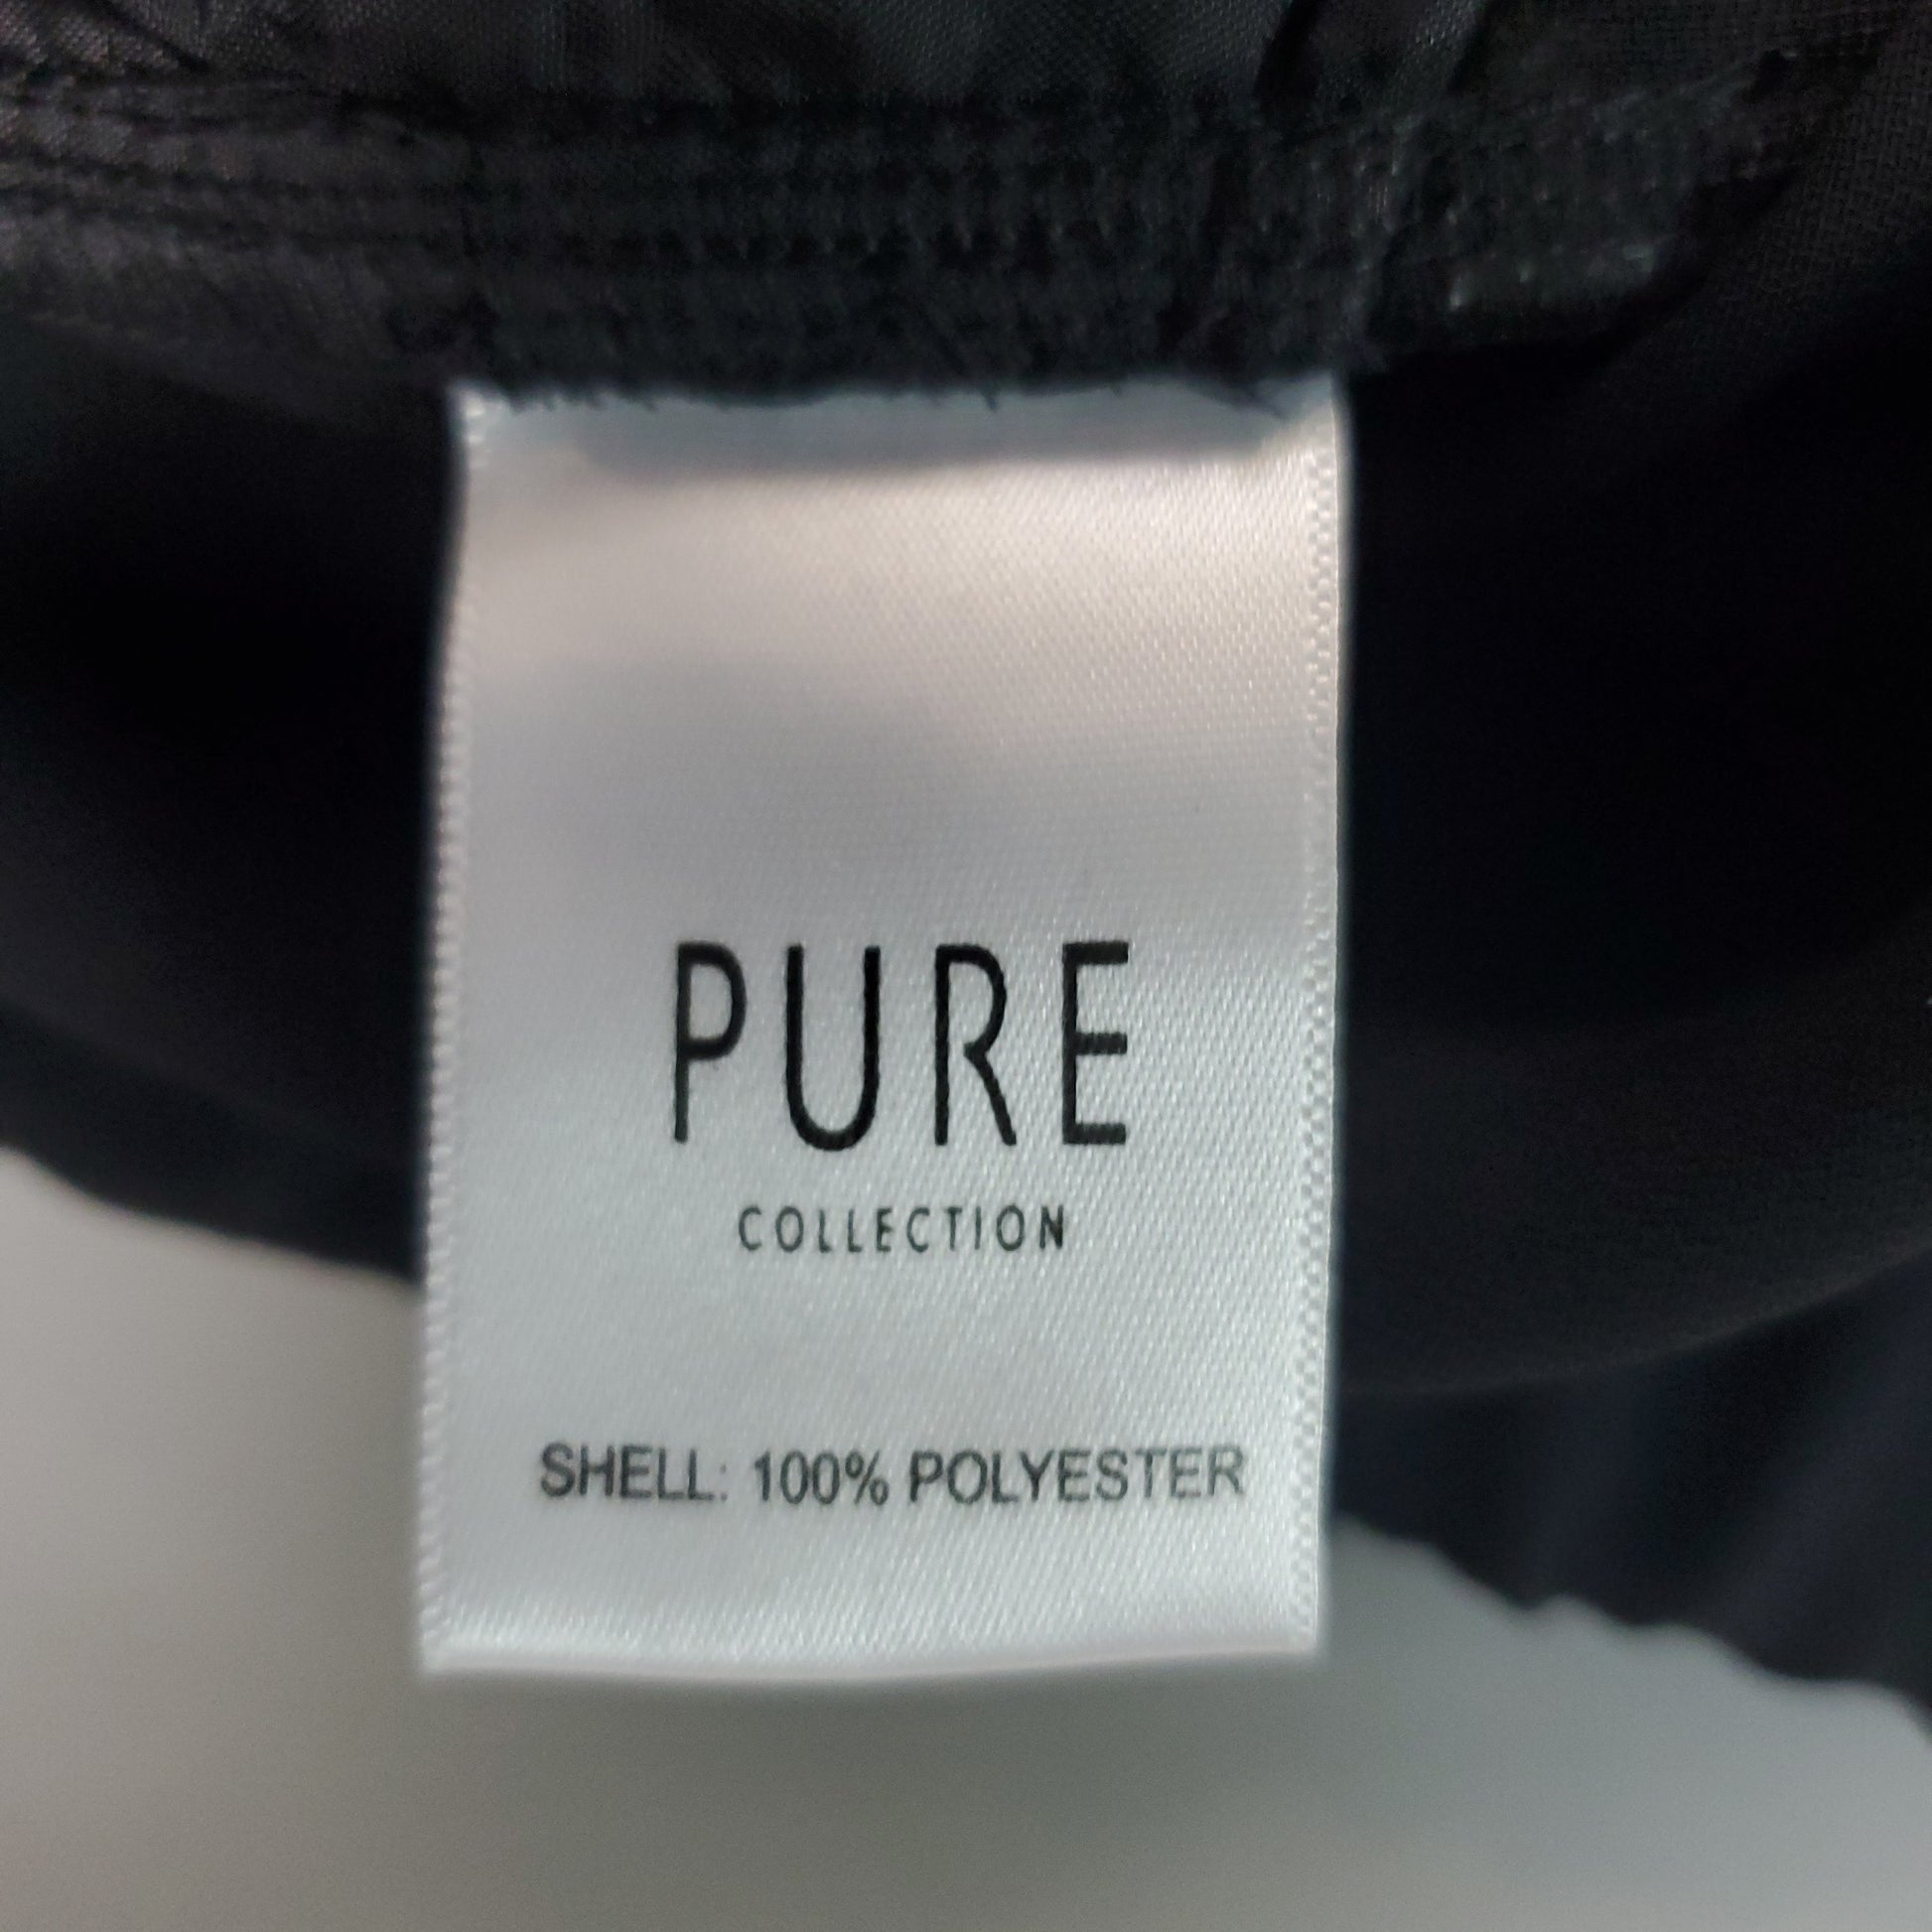 PURE
COLLECTION
SHELL: 100% POLYESTER